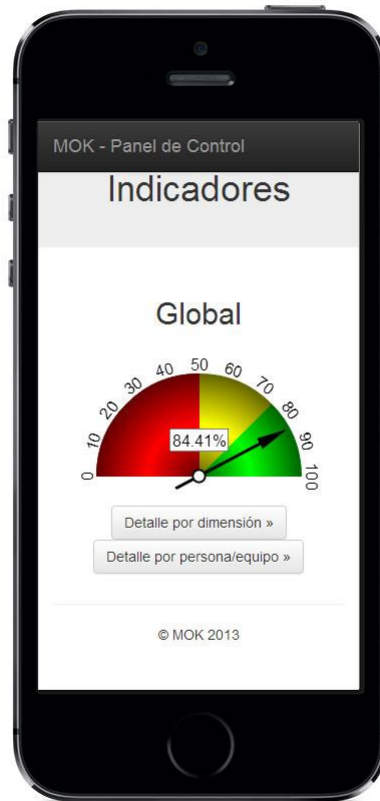 MOK - Panel de Control
Indicadores
Global
0 10 20 30 40 50 60 70 80 90 100
84.41%
Detalle por dimensión »
Detalle por persona/equipo »
© MOK 2013